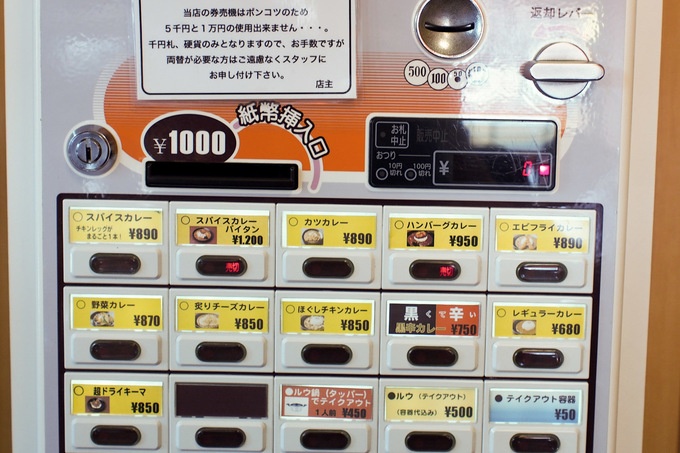 当店の券売機はポンコツのため
５千円と１万円の使用出来ません・・・。
千円札、硬貨のみとなりますので、お手数ですが
両替が必要な方はご遠慮なくスタッフに
お申し付け下さい。
店主
返却レバー
500 100 50 10
¥1000
紙幣挿入口
お札中止
販売中止
おつり
10円切れ
100円切れ
¥
0
スパイスカレー
チキンレッグが
まるごと1本!
¥890
スパイスカレー
パイタン
¥1,200
売切
カツカレー
¥890
ハンバーグカレー
¥950
売切
エビフライカレー
¥890
野菜カレー
¥870
炙りチーズカレー
¥850
ほぐしチキンカレー
¥850
黒くて辛い
黒辛カレー
¥750
レギュラーカレー
¥680
超ドライキーマ
¥850
ルウ鍋（タッパー）
でテイクアウト
1人前 ¥450
ルウ（テイクアウト）
（容器代込み） ¥500
テイクアウト容器
¥50